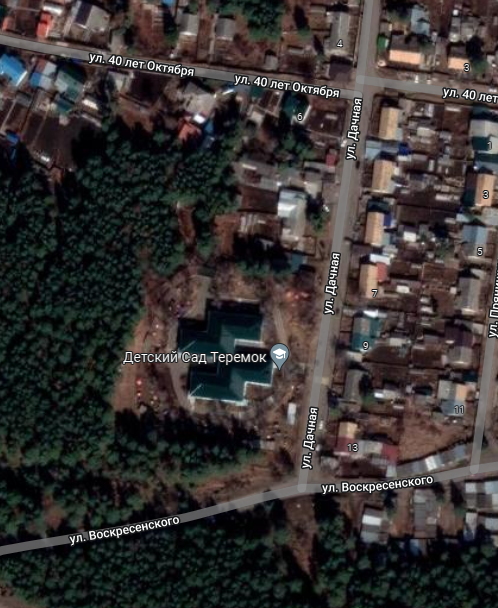 4
3
ул. 40 лет Октября
ул. 40 лет Октября
ул. 40 лет
6
ул. Дачная
1
3
5
ул. Дачная
7
9
Детский Сад Теремок
11
ул. Дачная
13
ул. Воскресенского
ул. Воскресенского